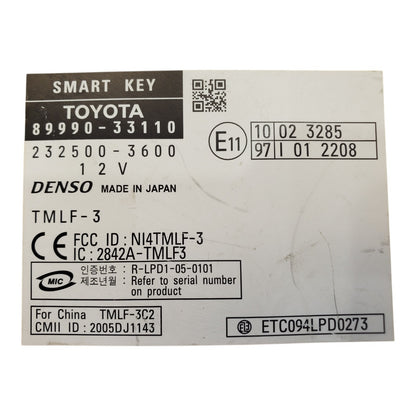 SMART KEY
TOYOTA
89990-33110
232500-3600
12V
DENSO MADE IN JAPAN
E11
10 02 3285
97 I 01 2208
TMLF-3
CE FCC ID : NI4TMLF-3
IC : 2842A-TMLF3
MIC
인증번호 : R-LPD1-05-0101
제조년월 : Refer to serial number
on product
For China TMLF-3C2
CMII ID : 2005DJ1143
ETC094LPD0273